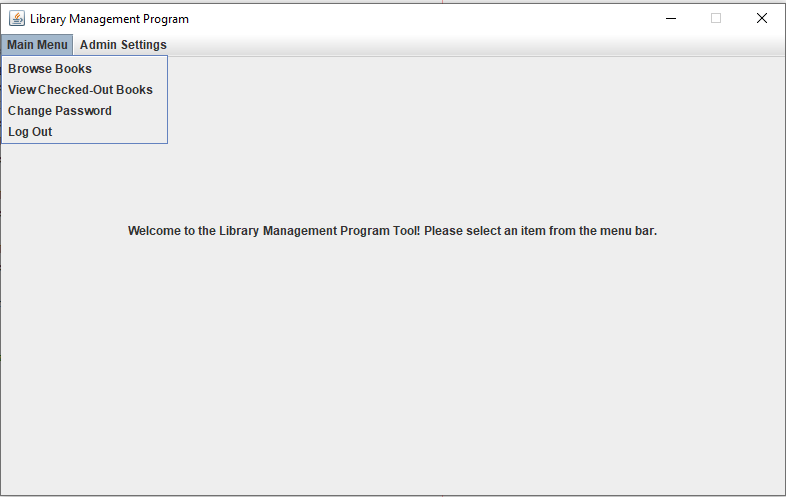 Library Management Program
Main Menu Admin Settings
Browse Books
View Checked-Out Books
Change Password
Log Out
Welcome to the Library Management Program Tool! Please select an item from the menu bar.